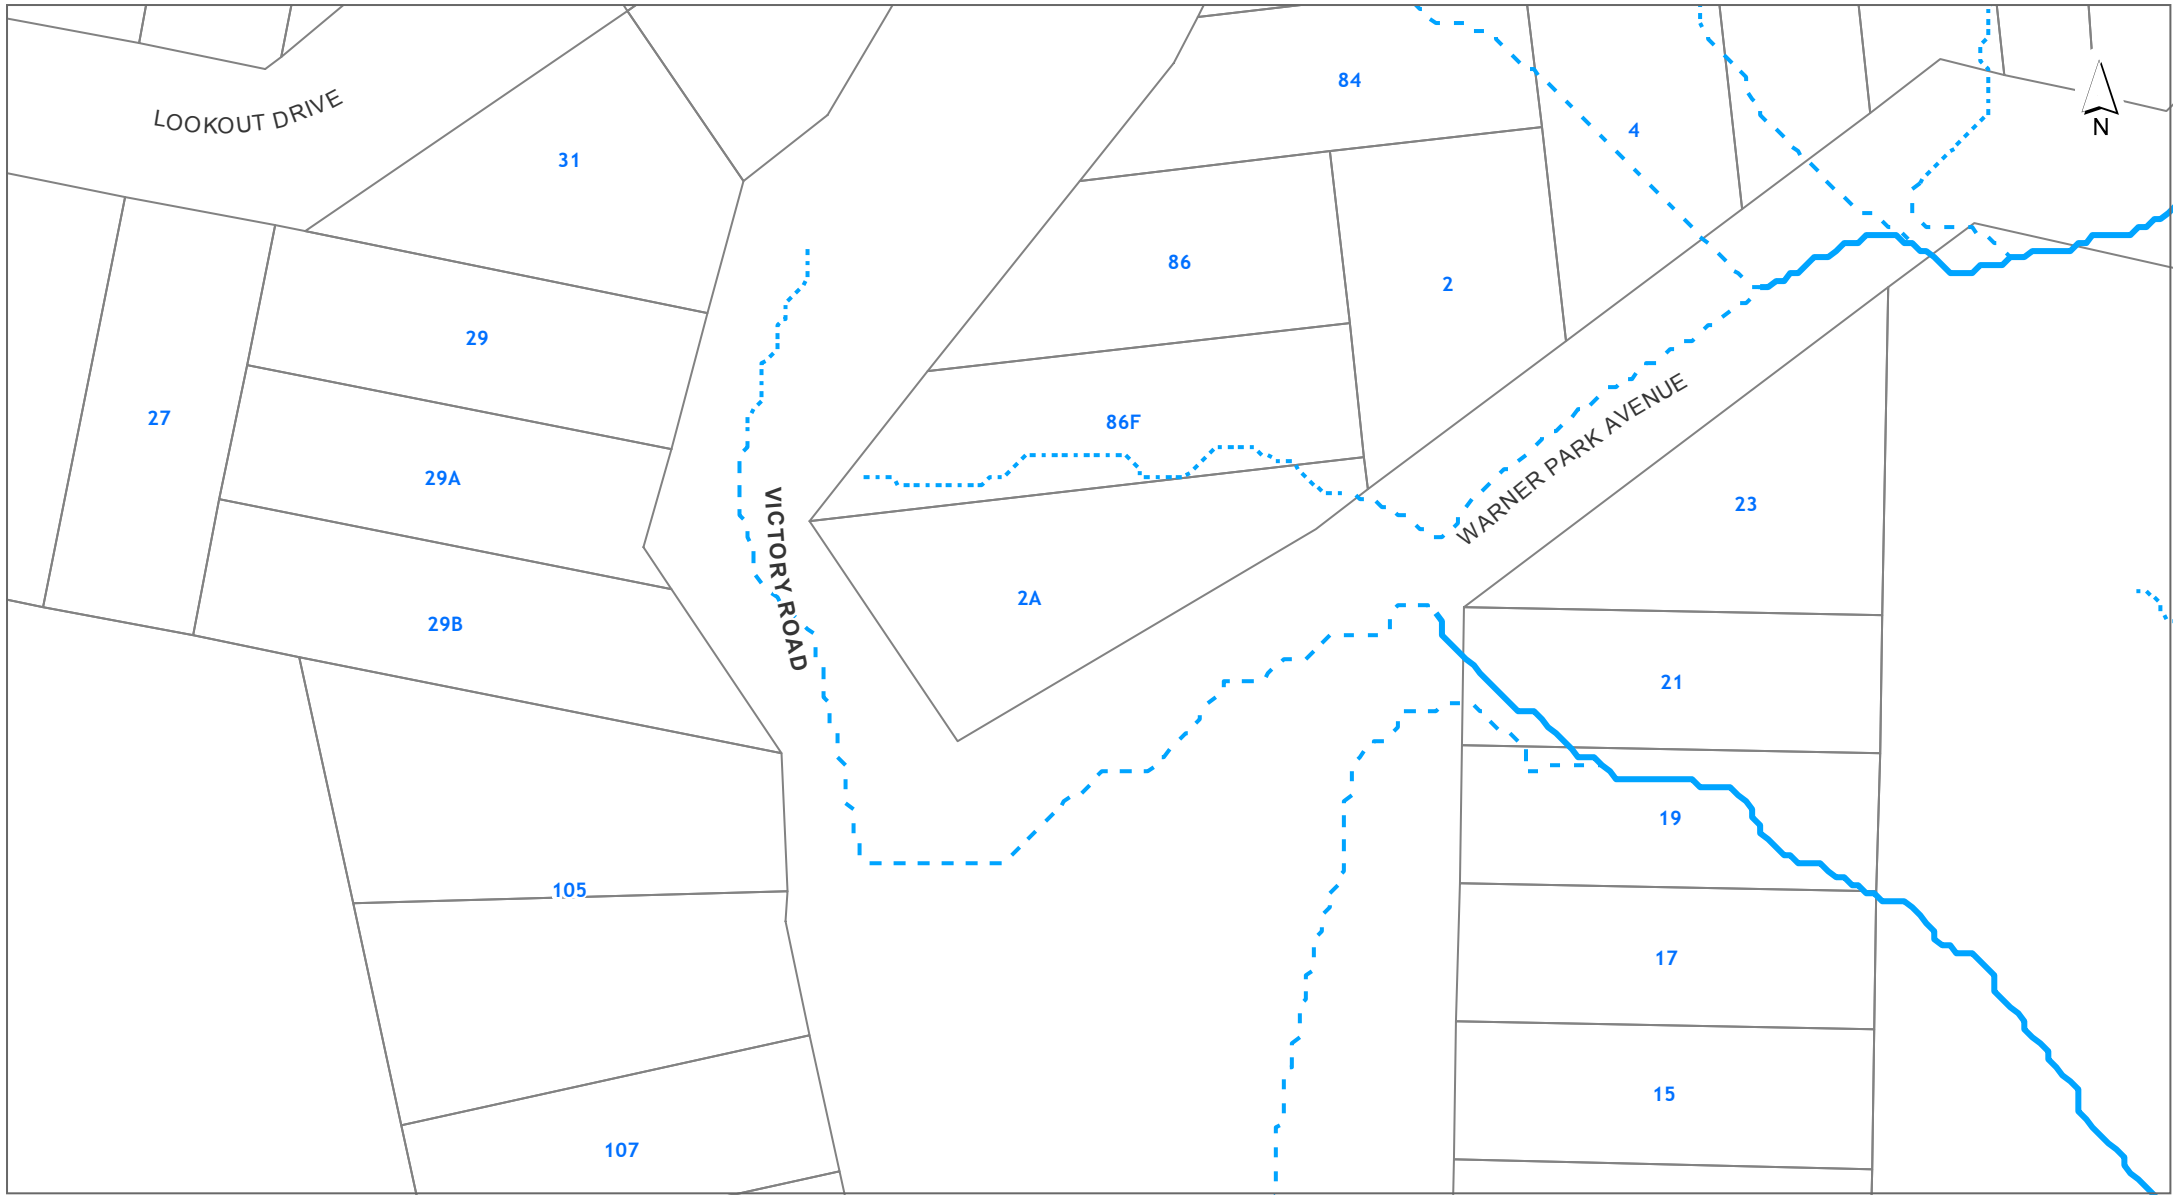 84
LOOKOUT DRIVE
4
N
31
86
2
29
27
86F
WARNER PARK AVENUE
29A
23
VICTORY ROAD
2A
29B
21
19
105
17
15
107